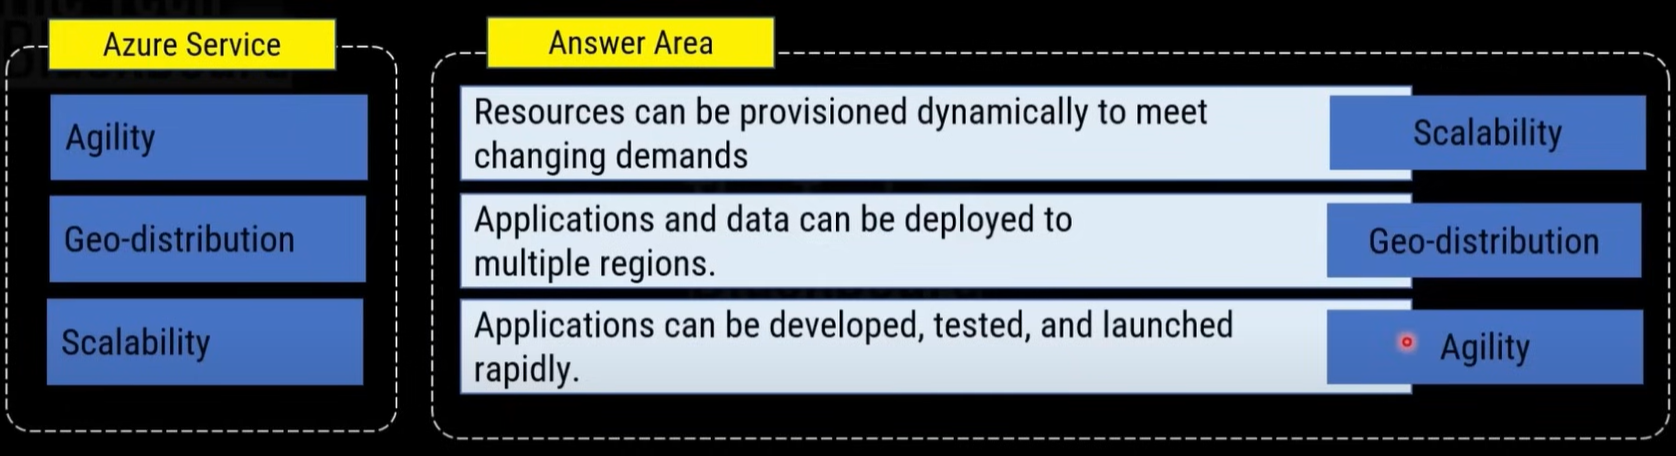 Azure Service
Agility
Geo-distribution
Scalability
Answer Area
Resources can be provisioned dynamically to meet
changing demands
Scalability
Applications and data can be deployed to
multiple regions.
Geo-distribution
Applications can be developed, tested, and launched
rapidly.
Agility